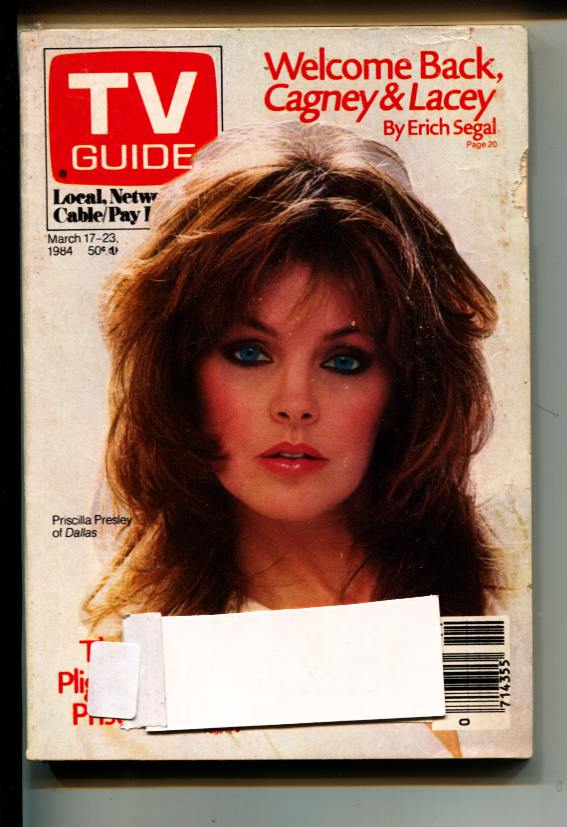 TV
GUIDE
®
Local,
Cable/Pay
March 17-23,
1984 50¢
Welcome Back,
Cagney & Lacey
By Erich Segal
Page 20
Priscilla Presley
of Dallas
0 714355